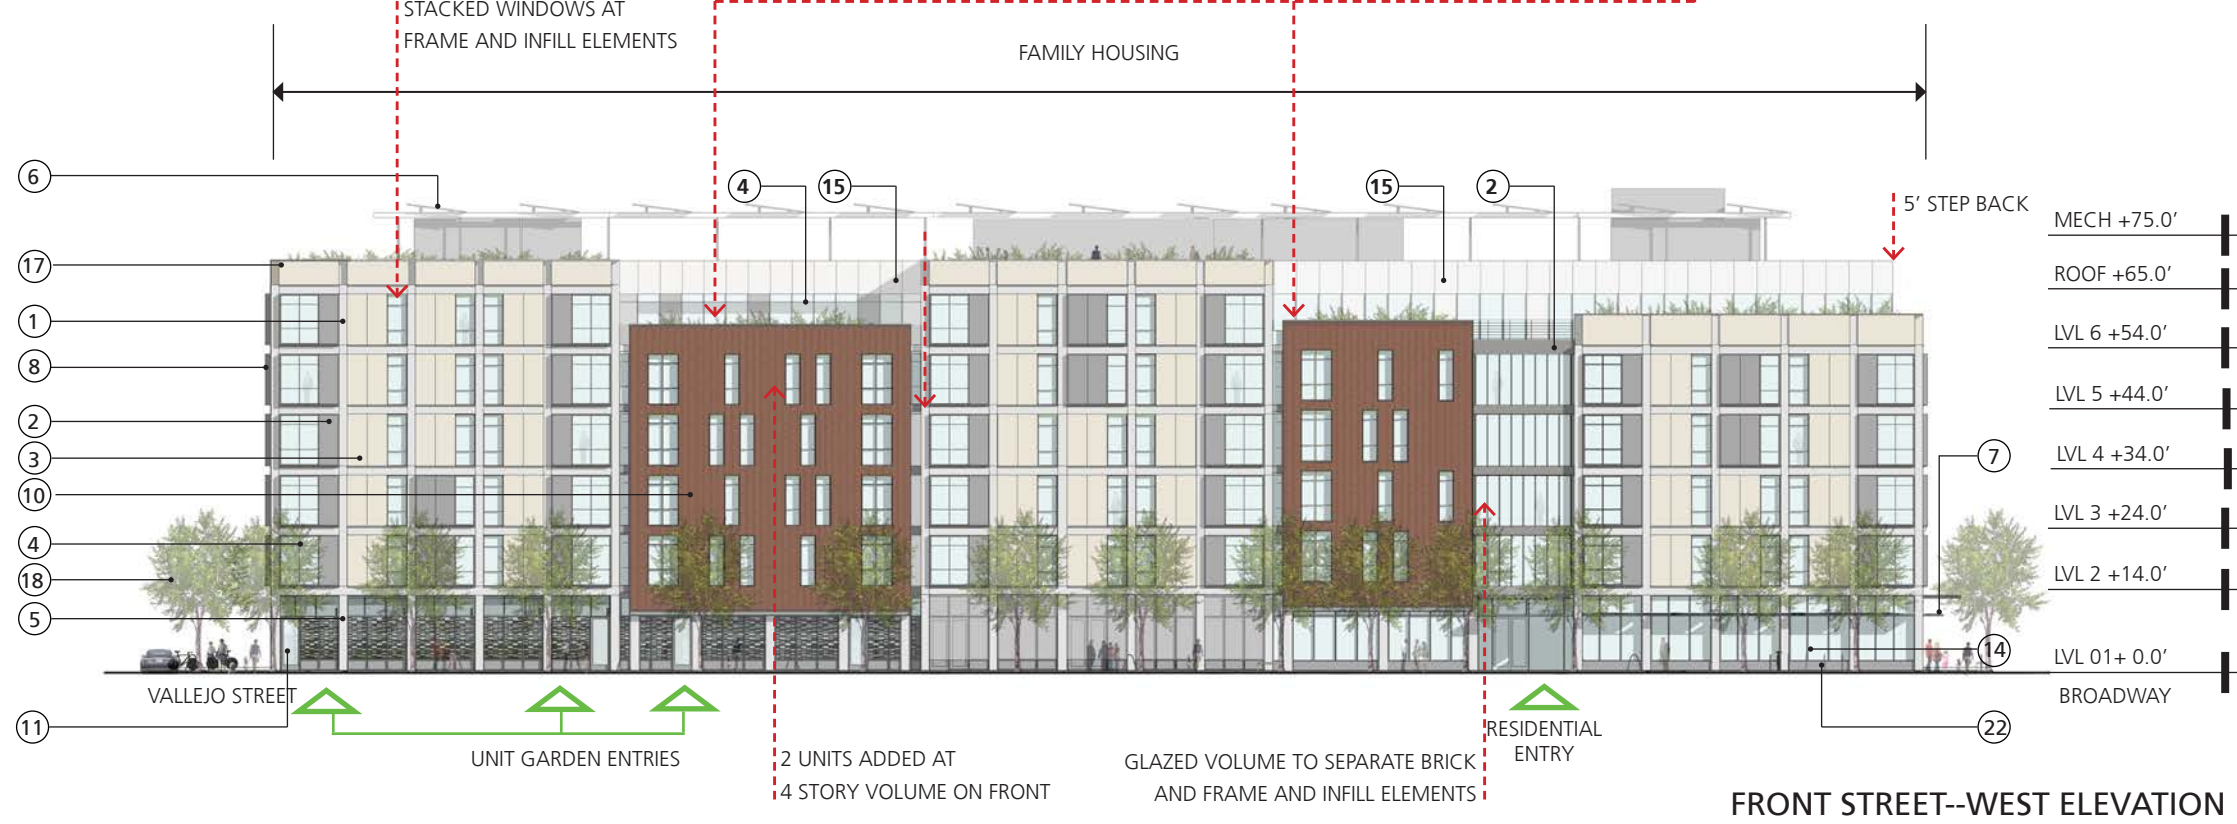 STACKED WINDOWS AT
FRAME AND INFILL ELEMENTS
FAMILY HOUSING
6
4
15
15
2
5’ STEP BACK
MECH +75.0’
17
ROOF +65.0’
1
LVL 6 +54.0’
8
LVL 5 +44.0’
2
3
LVL 4 +34.0’
7
10
LVL 3 +24.0’
4
18
LVL 2 +14.0’
5
14
LVL 01+ 0.0’
VALLEJO STREET
BROADWAY
11
22
RESIDENTIAL
ENTRY
UNIT GARDEN ENTRIES
2 UNITS ADDED AT
4 STORY VOLUME ON FRONT
GLAZED VOLUME TO SEPARATE BRICK
AND FRAME AND INFILL ELEMENTS
FRONT STREET--WEST ELEVATION